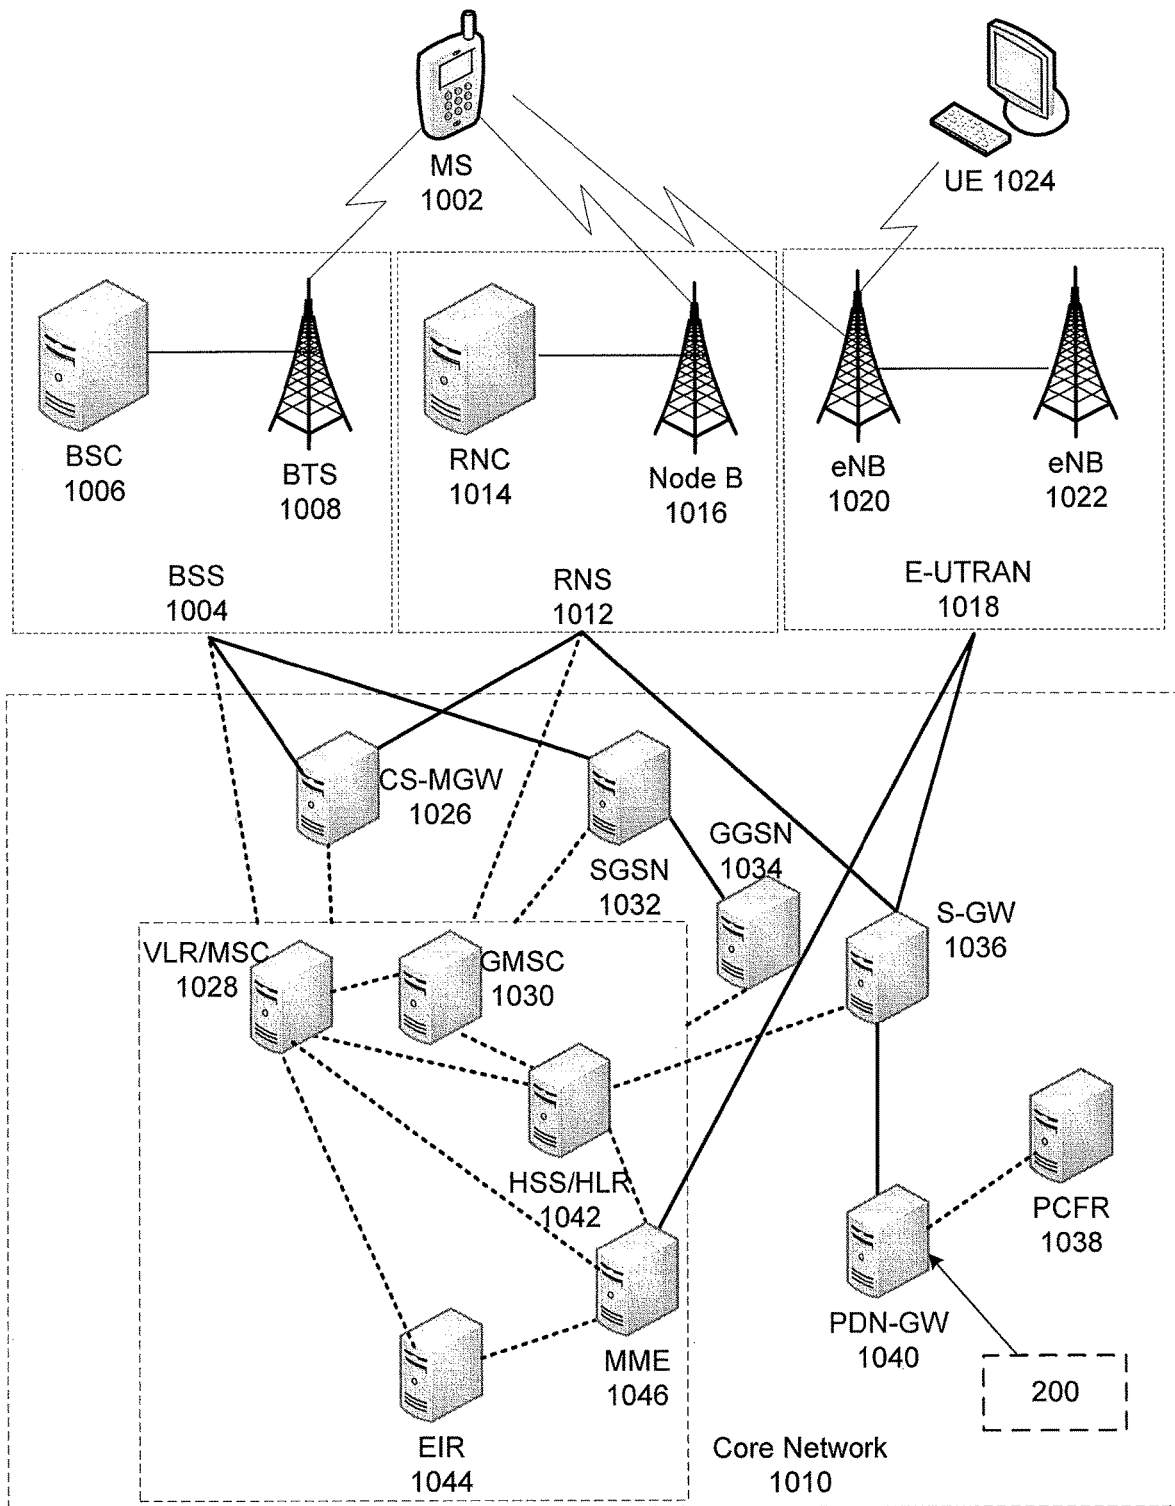 MS
1002
UE 1024
BSC
1006
BTS
1008
RNC
1014
Node B
1016
eNB
1020
eNB
1022
BSS
1004
RNS
1012
E-UTRAN
1018
CS-MGW
1026
SGSN
1032
GGSN
1034
S-GW
1036
VLR/MSC
1028
GMSC
1030
HSS/HLR
1042
PCFR
1038
PDN-GW
1040
MME
1046
200
EIR
1044
Core Network
1010